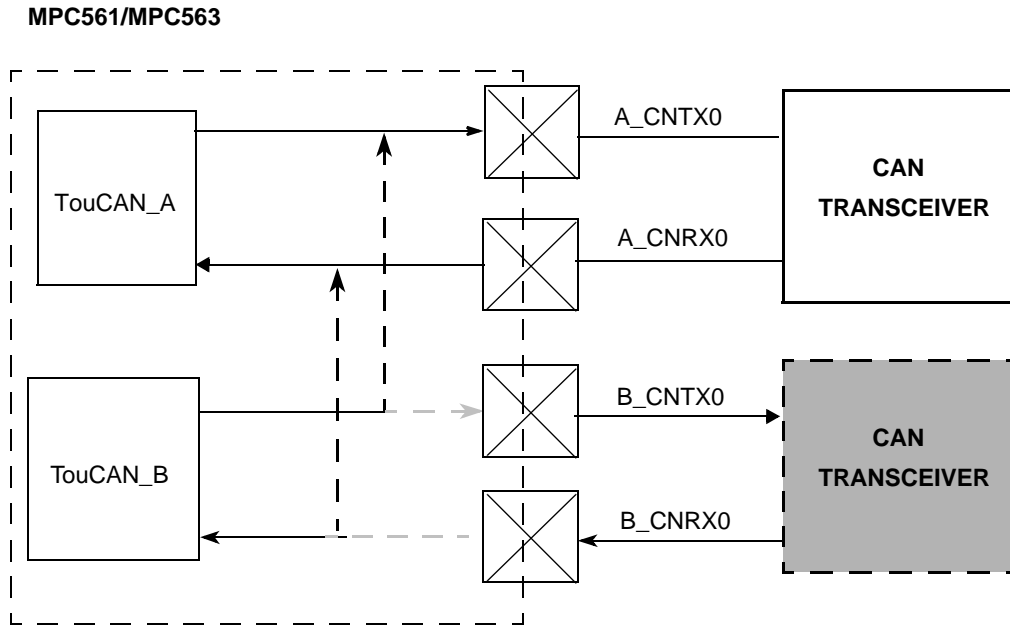 MPC561/MPC563
A_CNTX0
CAN
TRANSCEIVER
TouCAN_A
A_CNRX0
B_CNTX0
CAN
TRANSCEIVER
TouCAN_B
B_CNRX0